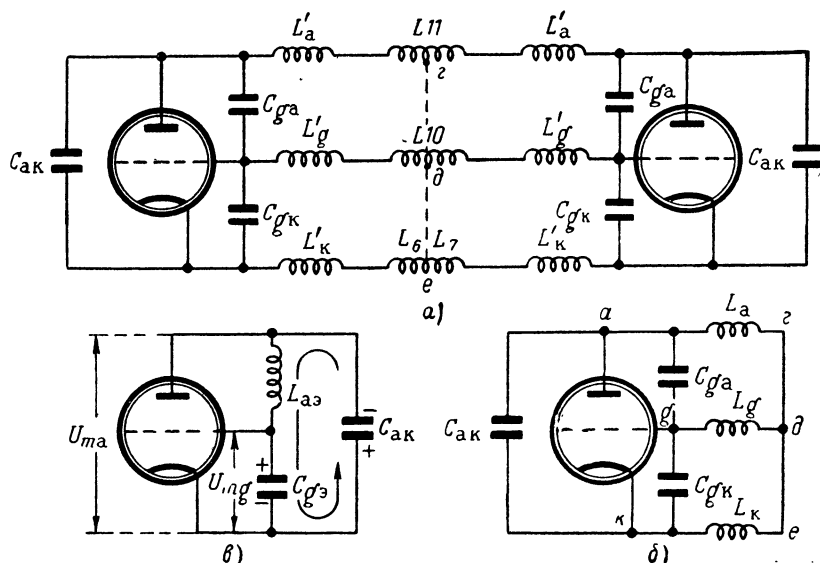 L'а L11 L'а
г
Cga Cga
L'g L10 L'g
Cак Cак
д
Cgк Cgк
L'к L6 L7 L'к
е
а)
а Lа г
Lаэ Cga
Uma Cак Cак g Lg д
Umg Cgэ Cgк
к Lк е
в) б)